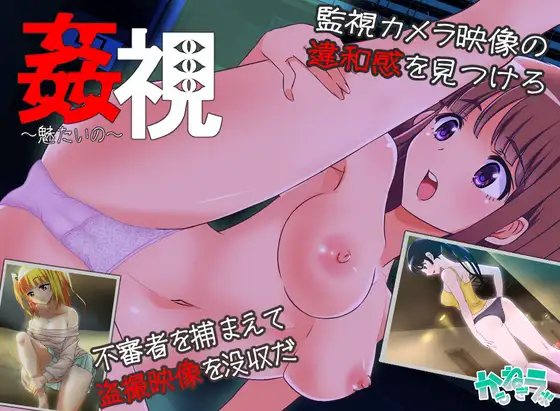 姦視
～魅たいの～
監視カメラ映像の
違和感を見つけろ
不審者を捕まえて
盗撮映像を没収だ